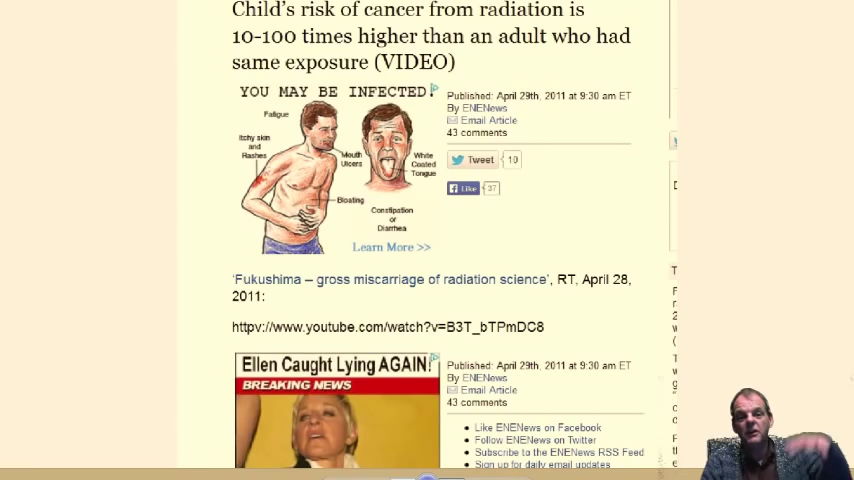 Child's risk of cancer from radiation is
10-100 times higher than an adult who had
same exposure (VIDEO)
YOU MAY BE INFECTED!
Fatigue
Itchy skin
and
Rashes
Mouth
Ulcers
White
Coated
Tongue
Bloating
Constipation
or
Diarrhea
Learn More >>
Published: April 29th, 2011 at 9:30 am ET
By ENENews
Email Article
43 comments
Tweet 10
Like 37
'Fukushima – gross miscarriage of radiation science', RT, April 28,
2011:
httpv://www.youtube.com/watch?v=B3T_bTPmDC8
Ellen Caught Lying AGAIN!
BREAKING NEWS
Published: April 29th, 2011 at 9:30 am ET
By ENENews
Email Article
43 comments
Like ENENews on Facebook
Follow ENENews on Twitter
Subscribe to the ENENews RSS Feed
Sign up for daily email updates